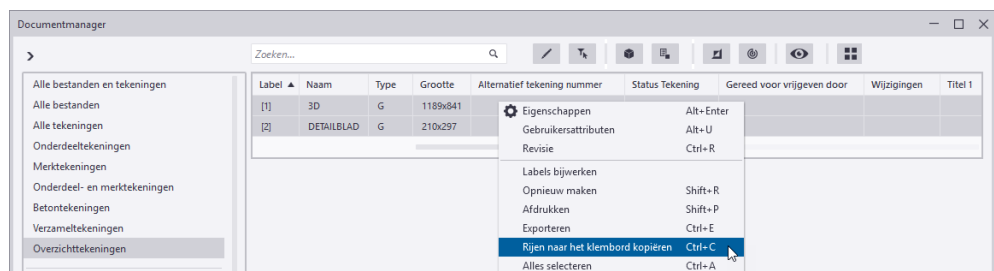 Documentmanager
Zoeken...
Alle bestanden en tekeningen
Alle bestanden
Alle tekeningen
Onderdeeltekeningen
Merktekeningen
Onderdeel- en merktekeningen
Betontekeningen
Verzameltekeningen
Overzichttekeningen
Label Naam Type Grootte Alternatief tekening nummer Status Tekening Gereed voor vrijgeven door Wijzigingen Titel 1
[1] 3D G 1189x841
[2] DETAILBLAD G 210x297
Eigenschappen Alt+Enter
Gebruikersattributen Alt+U
Revisie Ctrl+R
Labels bijwerken
Opnieuw maken Shift+R
Afdrukken Shift+P
Exporteren Ctrl+E
Rijen naar het klembord kopiëren Ctrl+C
Alles selecteren Ctrl+A